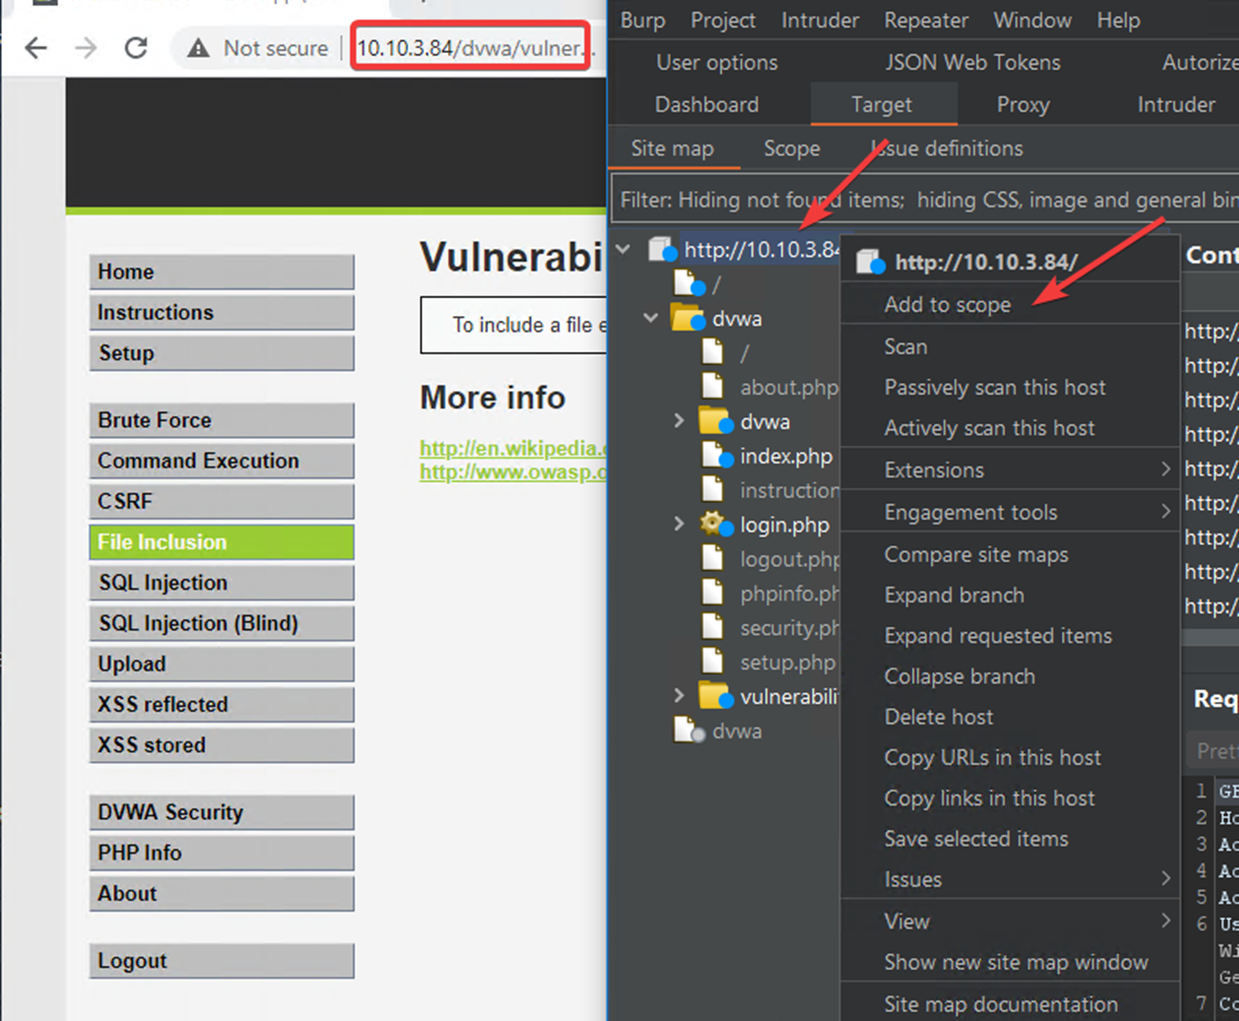 Not secure
10.10.3.84/dvwa/vulner...
Home
Instructions
Setup
Brute Force
Command Execution
CSRF
File Inclusion
SQL Injection
SQL Injection (Blind)
Upload
XSS reflected
XSS stored
DVWA Security
PHP Info
About
Logout
Vulnerabi
To include a file e
More info
http://en.wikipedia.
http://www.owasp.o
Burp Project Intruder Repeater Window Help
User options JSON Web Tokens Autorize
Dashboard Target Proxy Intruder
Site map Scope Issue definitions
Filter: Hiding not found items; hiding CSS, image and general bin
http://10.10.3.84
/
dvwa
/
about.php
dvwa
index.php
instruction
login.php
logout.php
phpinfo.ph
security.ph
setup.php
vulnerabili
dvwa
http://10.10.3.84/
Add to scope
Scan
Passively scan this host
Actively scan this host
Extensions
Engagement tools
Compare site maps
Expand branch
Expand requested items
Collapse branch
Delete host
Copy URLs in this host
Copy links in this host
Save selected items
Issues
View
Show new site map window
Site map documentation
Cont
http:/
http:/
http:/
http:/
http:/
http:/
http:/
http:/
http:/
Req
Prett
1 GE
2 Ho
3 Ac
4 Ac
5 Ac
6 Us
Wi
Ge
7 Co